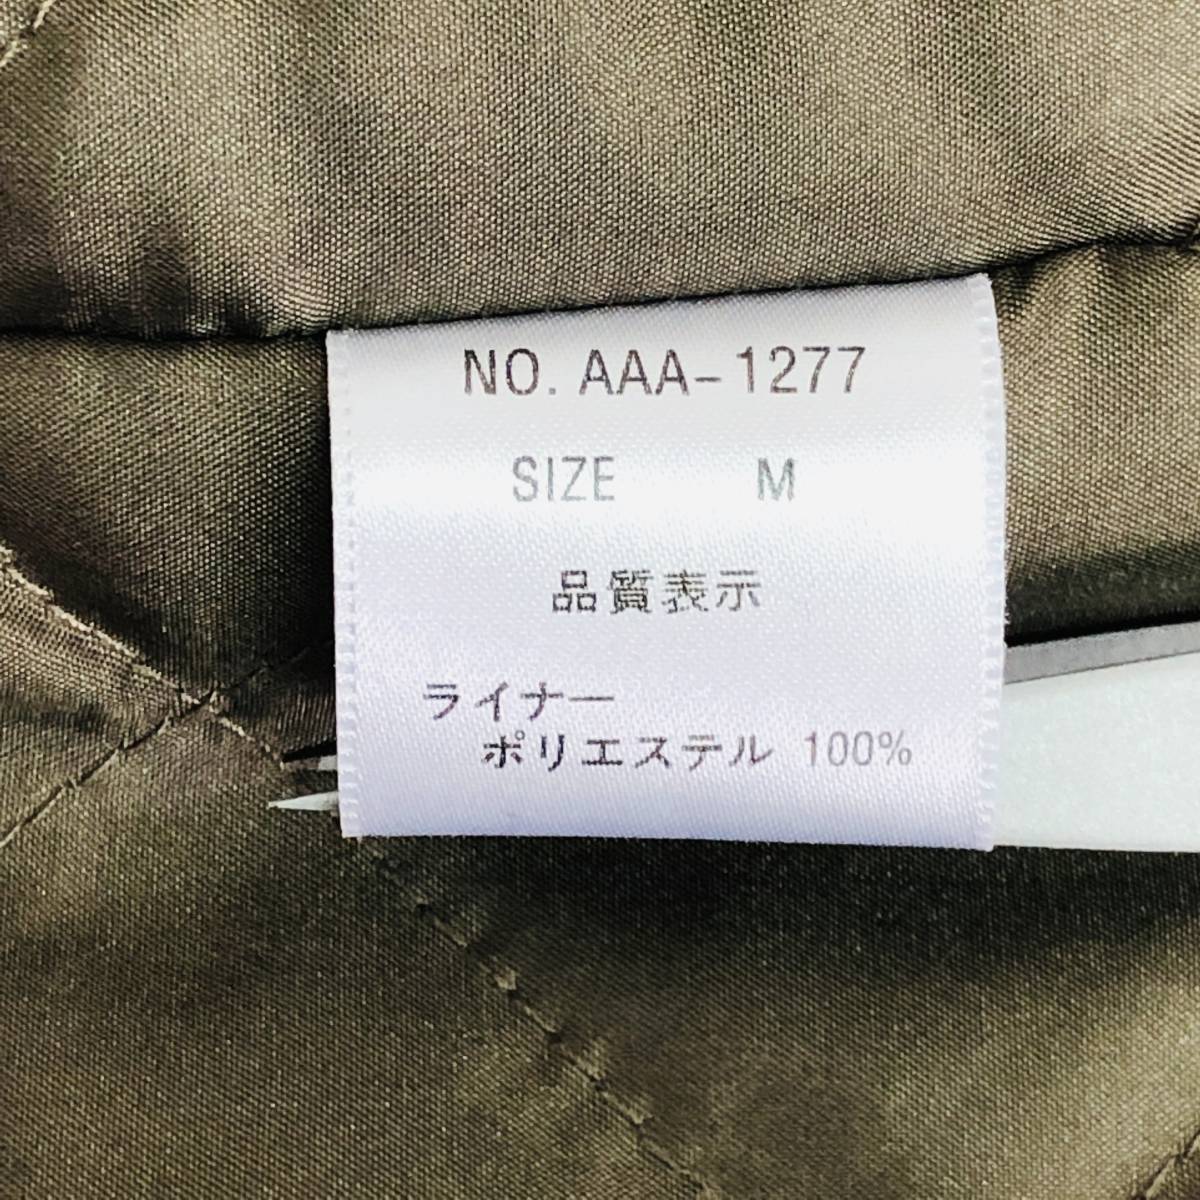 NO. AAA-1277
SIZE M
品質表示
ライナー
ポリエステル 100%